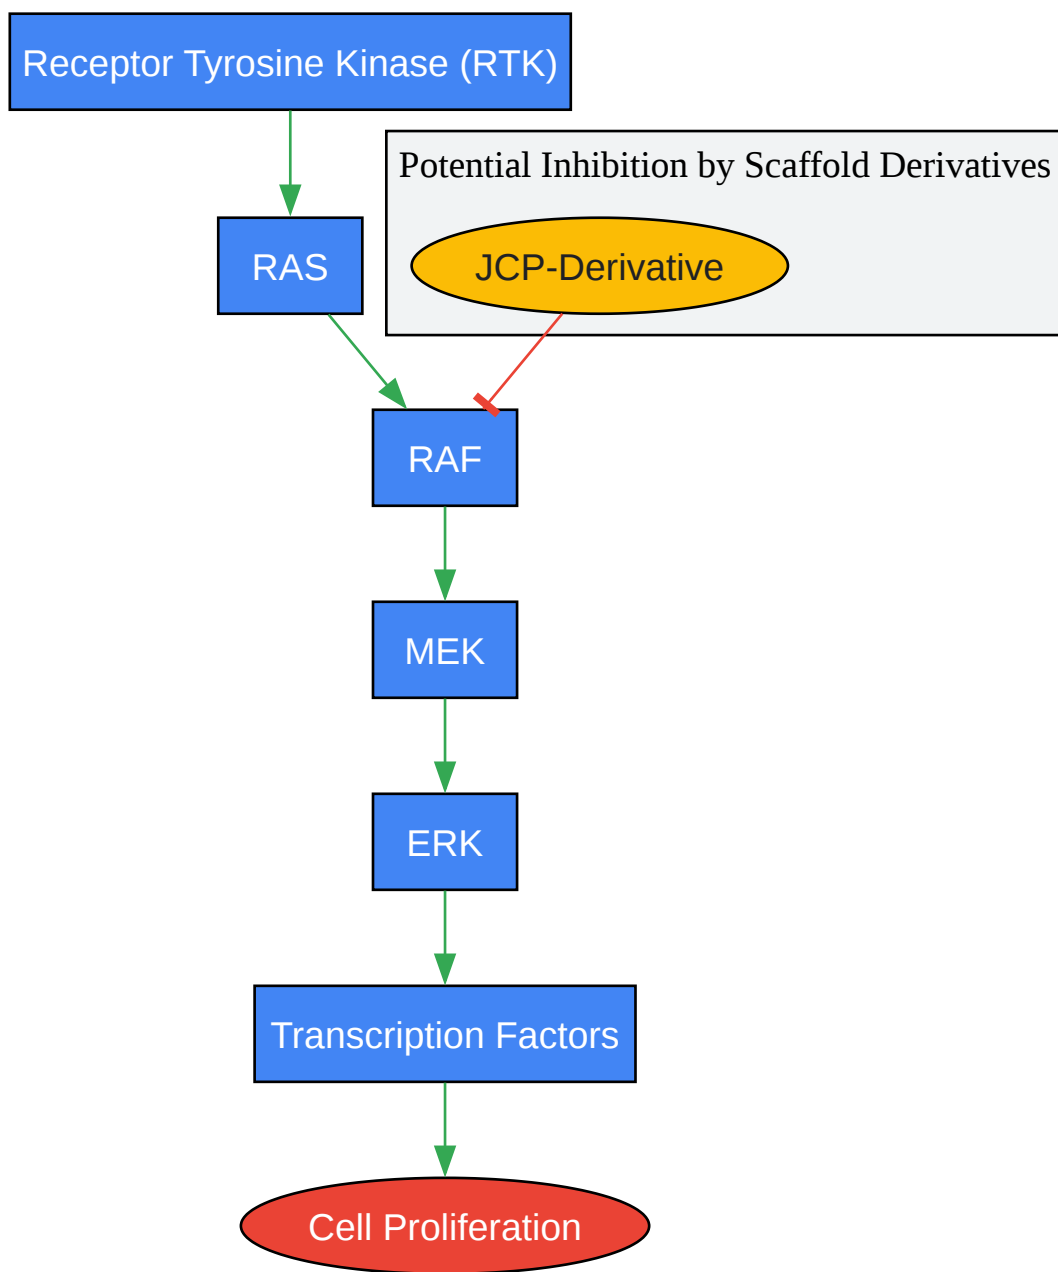 Receptor Tyrosine Kinase (RTK)
Potential Inhibition by Scaffold Derivatives
RAS
JCP-Derivative
RAF
MEK
ERK
Transcription Factors
Cell Proliferation